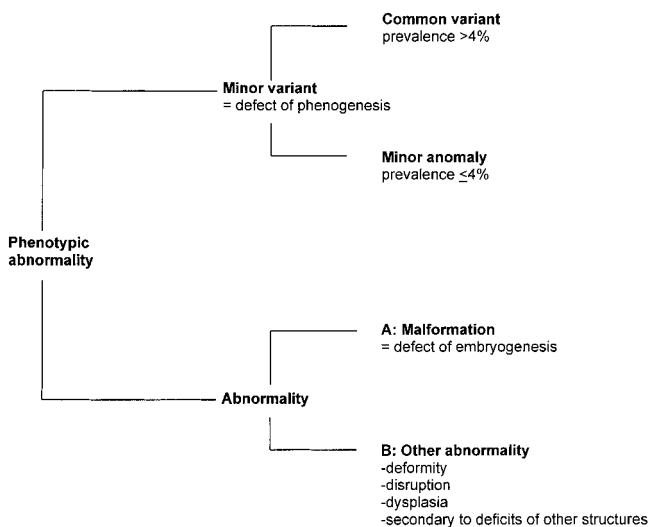 Common variant
prevalence >4%
Minor variant
= defect of phenogenesis
Minor anomaly
prevalence ≤4%
Phenotypic
abnormality
A: Malformation
= defect of embryogenesis
Abnormality
B: Other abnormality
-deformity
-disruption
-dysplasia
-secondary to deficits of other structures